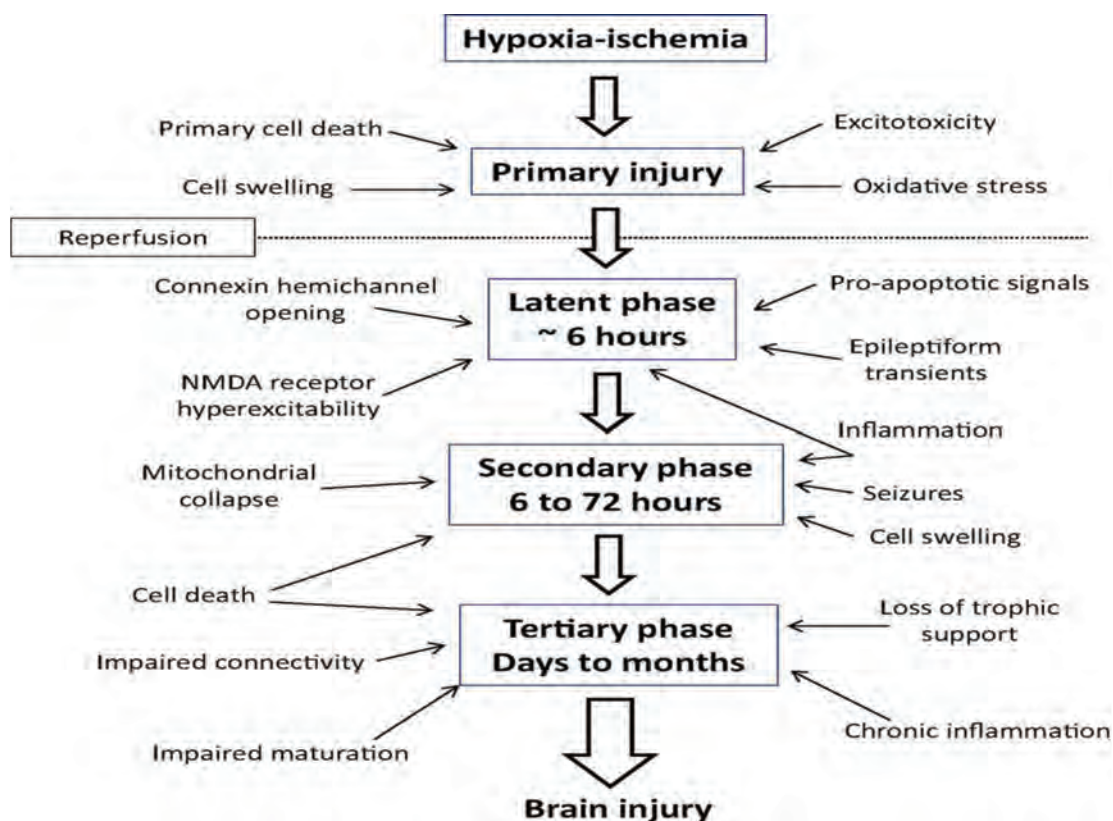 Hypoxia-ischemia
Primary cell death
Excitotoxicity
Primary injury
Cell swelling
Oxidative stress
Reperfusion
Connexin hemichannel
opening
Pro-apoptotic signals
Latent phase
~ 6 hours
Epileptiform
transients
NMDA receptor
hyperexcitability
Inflammation
Mitochondrial
collapse
Secondary phase
6 to 72 hours
Seizures
Cell swelling
Cell death
Loss of trophic
support
Tertiary phase
Days to months
Impaired connectivity
Impaired maturation
Chronic inflammation
Brain injury